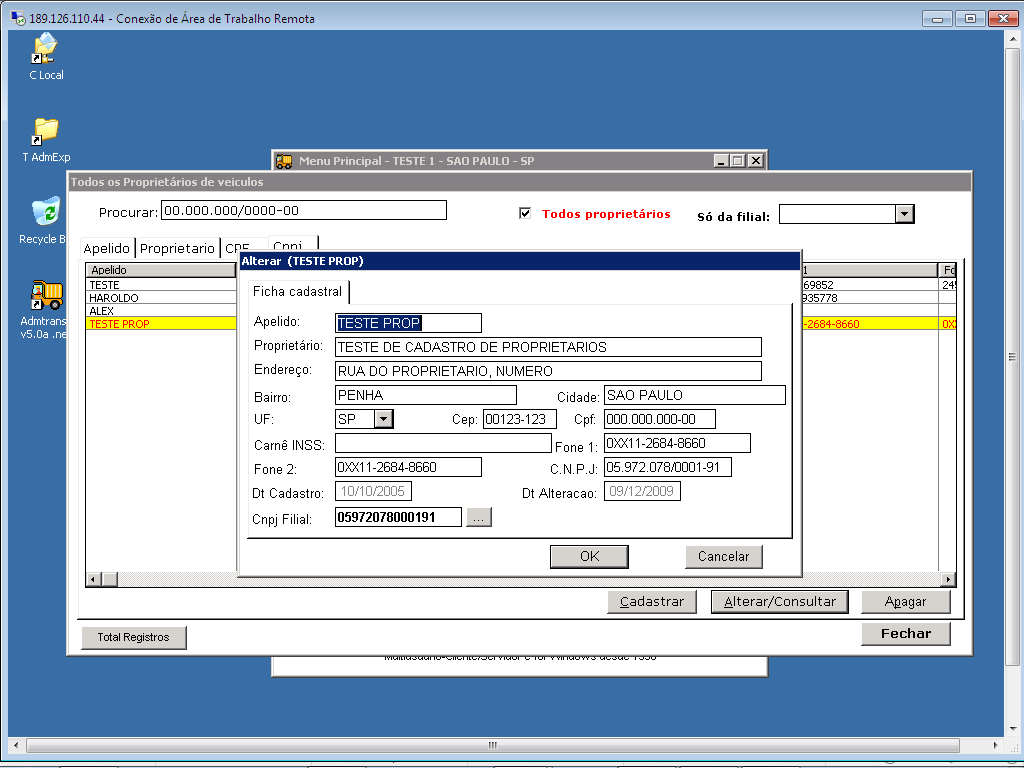 189.126.110.44 - Conexão de Área de Trabalho Remota
C Local
T AdmExp
Recycle B
Admtrans
v5.0a .ne
Menu Principal - TESTE 1 - SAO PAULO - SP
Todos os Proprietários de veiculos
Procurar: 00.000.000/0000-00
Todos proprietários
Só da filial:
Apelido Proprietario CPF Cnpj
Apelido
TESTE
HAROLDO
ALEX
TESTE PROP
1 Fo
69852 245
935778
-2684-8660 0XX
Alterar (TESTE PROP)
Ficha cadastral
Apelido: TESTE PROP
Proprietário: TESTE DE CADASTRO DE PROPRIETARIOS
Endereço: RUA DO PROPRIETARIO, NUMERO
Bairro: PENHA Cidade: SAO PAULO
UF: SP Cep: 00123-123 Cpf: 000.000.000-00
Carnê INSS: Fone 1: 0XX11-2684-8660
Fone 2: 0XX11-2684-8660 C.N.P.J: 05.972.078/0001-91
Dt Cadastro: 10/10/2005 Dt Alteracao: 09/12/2009
Cnpj Filial: 05972078000191 ...
OK Cancelar
Cadastrar Alterar/Consultar Apagar
Total Registros Fechar
Multiusuario-Cliente/Servidor e for Windows desde 1998